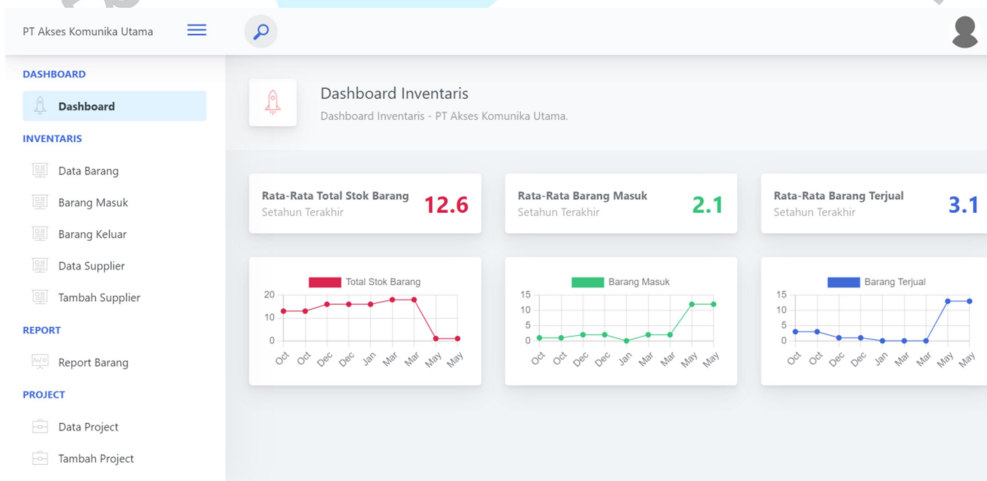 PT Akses Komunika Utama
DASHBOARD
Dashboard
INVENTARIS
Data Barang
Barang Masuk
Barang Keluar
Data Supplier
Tambah Supplier
REPORT
Report Barang
PROJECT
Data Project
Tambah Project
Dashboard Inventaris
Dashboard Inventaris - PT Akses Komunika Utama.
Rata-Rata Total Stok Barang
Setahun Terakhir
12.6
Rata-Rata Barang Masuk
Setahun Terakhir
2.1
Rata-Rata Barang Terjual
Setahun Terakhir
3.1
Total Stok Barang
20
10
0
Oct Oct Dec Dec Jan Mar Mar May May
Barang Masuk
15
10
5
0
Oct Oct Dec Dec Jan Mar Mar May May
Barang Terjual
15
10
5
0
Oct Oct Dec Dec Jan Mar Mar May May